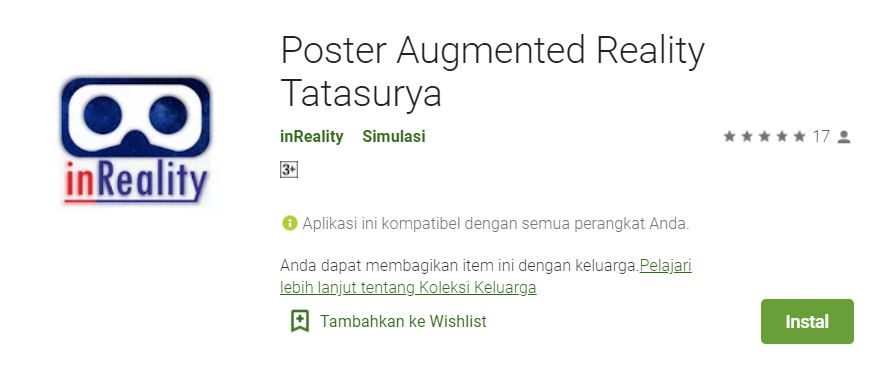 Poster Augmented Reality
Tatasurya
inReality Simulasi
17
3+
inReality
Aplikasi ini kompatibel dengan semua perangkat Anda.
Anda dapat membagikan item ini dengan keluarga.Pelajari
lebih lanjut tentang Koleksi Keluarga
Tambahkan ke Wishlist
Instal